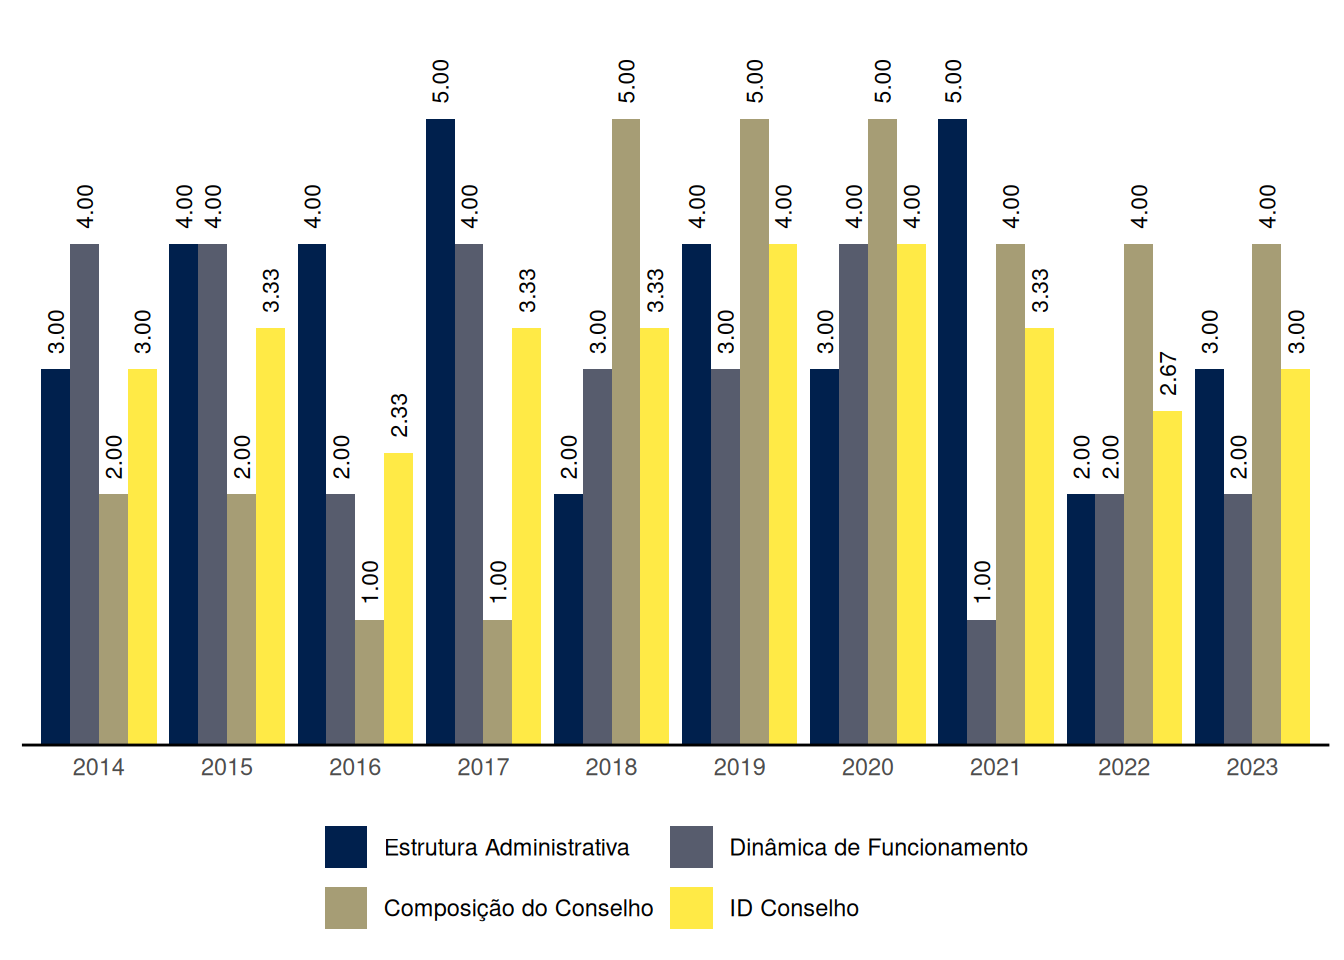 3.00 4.00 2.00 3.00
4.00 4.00 2.00 3.33
4.00 2.00 1.00 2.33
5.00 4.00 1.00 3.33
2.00 3.00 5.00 3.33
4.00 3.00 5.00 4.00
3.00 4.00 5.00 4.00
5.00 1.00 4.00 3.33
2.00 2.00 4.00 2.67
3.00 2.00 4.00 3.00
2014 2015 2016 2017 2018 2019 2020 2021 2022 2023
Estrutura Administrativa Dinâmica de Funcionamento
Composição do Conselho ID Conselho